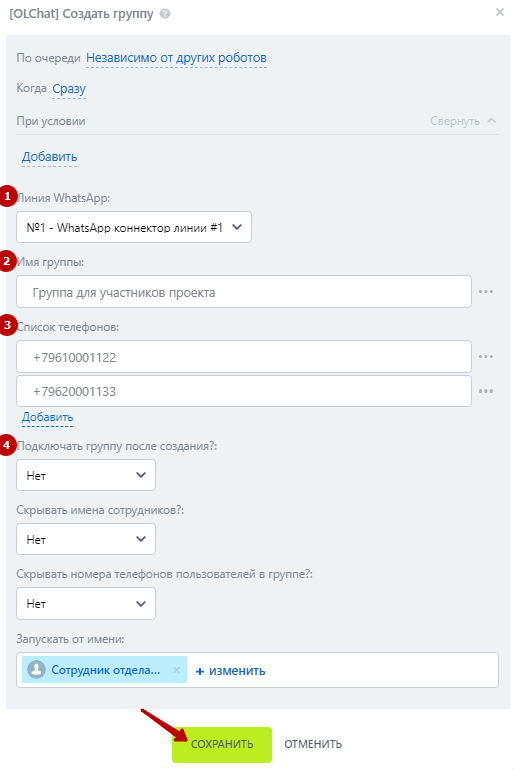 [OLChat] Создать группу ?
По очереди Независимо от других роботов
Когда Сразу
При условии Свернуть
Добавить
1 Линия WhatsApp:
№1 - WhatsApp коннектор линии #1
2 Имя группы:
Группа для участников проекта
3 Список телефонов:
+79610001122
+79620001133
Добавить
4 Подключать группу после создания?:
Нет
Скрывать имена сотрудников?:
Нет
Скрывать номера телефонов пользователей в группе?:
Нет
Запускать от имени:
Сотрудник отдела... × + изменить
СОХРАНИТЬ ОТМЕНИТЬ